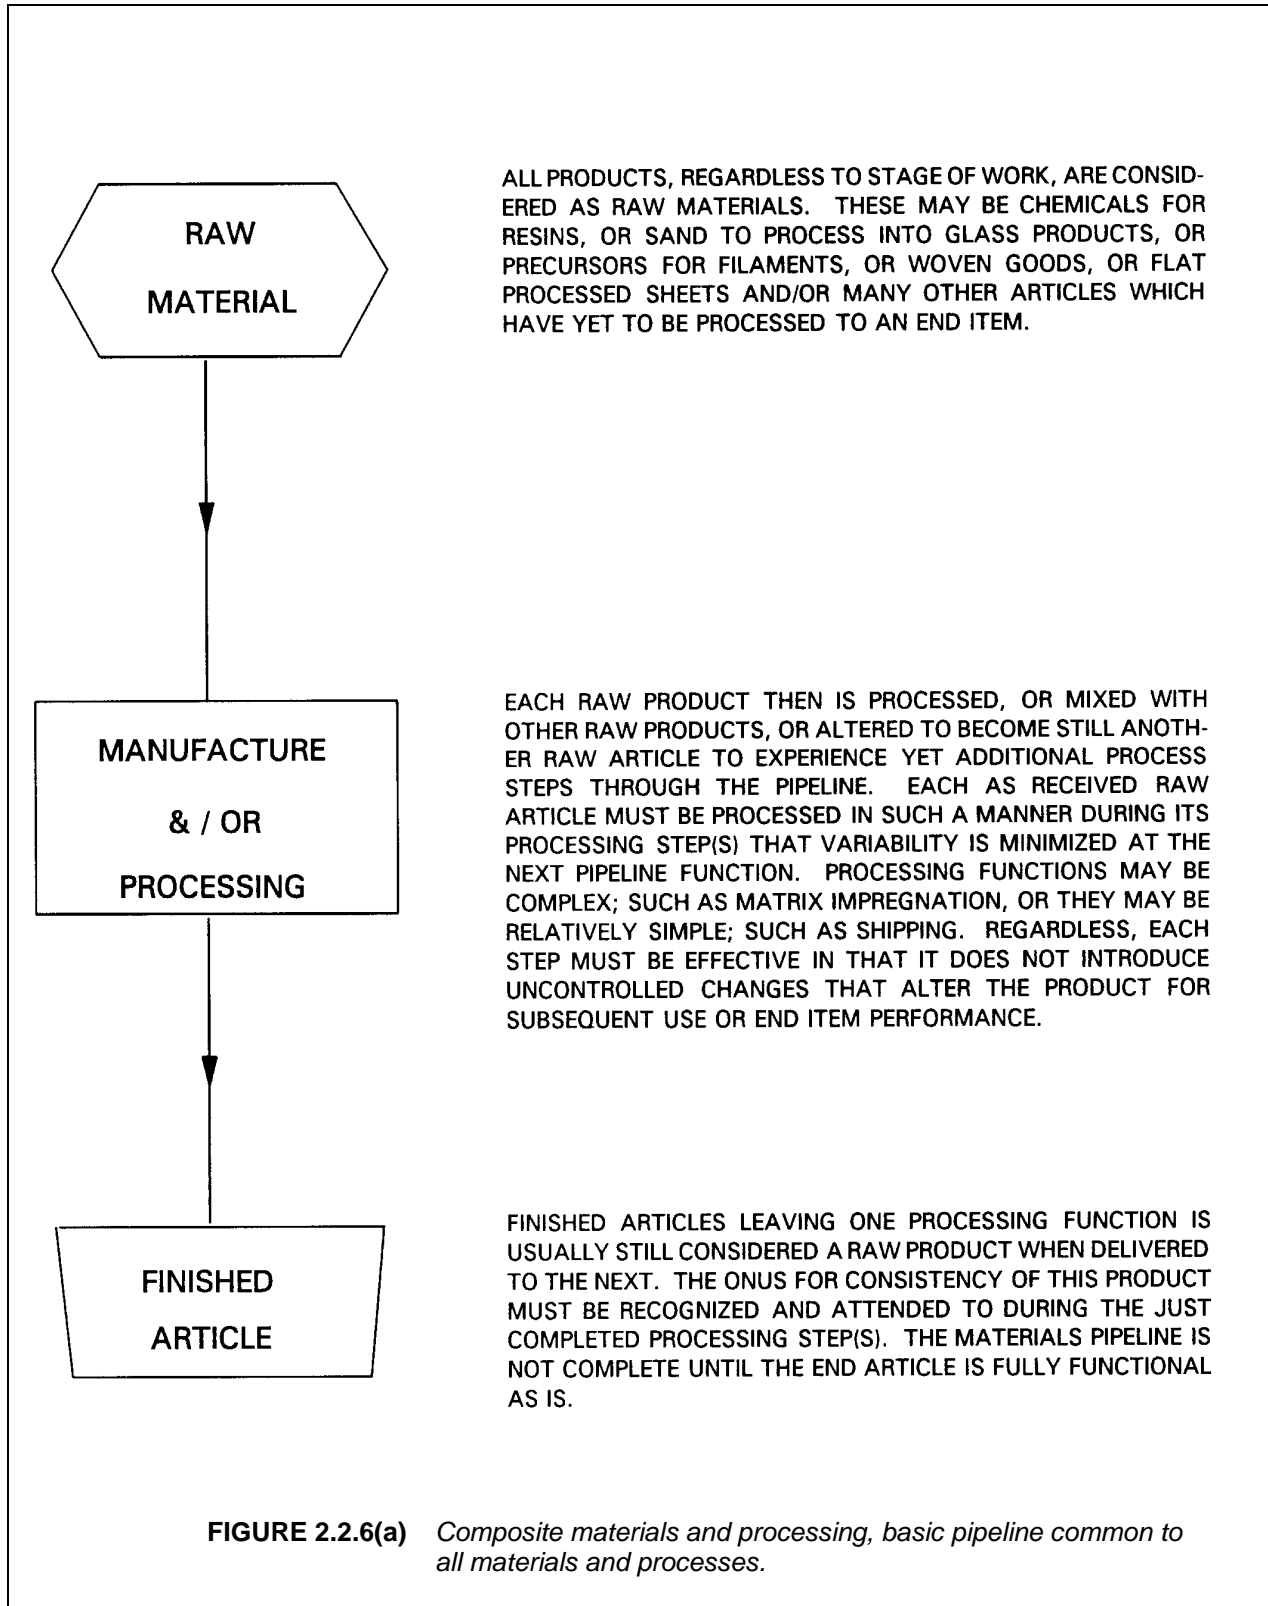 RAW
MATERIAL
ALL PRODUCTS, REGARDLESS TO STAGE OF WORK, ARE CONSID-
ERED AS RAW MATERIALS. THESE MAY BE CHEMICALS FOR
RESINS, OR SAND TO PROCESS INTO GLASS PRODUCTS, OR
PRECURSORS FOR FILAMENTS, OR WOVEN GOODS, OR FLAT
PROCESSED SHEETS AND/OR MANY OTHER ARTICLES WHICH
HAVE YET TO BE PROCESSED TO AN END ITEM.
MANUFACTURE
& / OR
PROCESSING
EACH RAW PRODUCT THEN IS PROCESSED, OR MIXED WITH
OTHER RAW PRODUCTS, OR ALTERED TO BECOME STILL ANOTH-
ER RAW ARTICLE TO EXPERIENCE YET ADDITIONAL PROCESS
STEPS THROUGH THE PIPELINE. EACH AS RECEIVED RAW
ARTICLE MUST BE PROCESSED IN SUCH A MANNER DURING ITS
PROCESSING STEP(S) THAT VARIABILITY IS MINIMIZED AT THE
NEXT PIPELINE FUNCTION. PROCESSING FUNCTIONS MAY BE
COMPLEX; SUCH AS MATRIX IMPREGNATION, OR THEY MAY BE
RELATIVELY SIMPLE; SUCH AS SHIPPING. REGARDLESS, EACH
STEP MUST BE EFFECTIVE IN THAT IT DOES NOT INTRODUCE
UNCONTROLLED CHANGES THAT ALTER THE PRODUCT FOR
SUBSEQUENT USE OR END ITEM PERFORMANCE.
FINISHED
ARTICLE
FINISHED ARTICLES LEAVING ONE PROCESSING FUNCTION IS
USUALLY STILL CONSIDERED A RAW PRODUCT WHEN DELIVERED
TO THE NEXT. THE ONUS FOR CONSISTENCY OF THIS PRODUCT
MUST BE RECOGNIZED AND ATTENDED TO DURING THE JUST
COMPLETED PROCESSING STEP(S). THE MATERIALS PIPELINE IS
NOT COMPLETE UNTIL THE END ARTICLE IS FULLY FUNCTIONAL
AS IS.
FIGURE 2.2.6(a) Composite materials and processing, basic pipeline common to
all materials and processes.